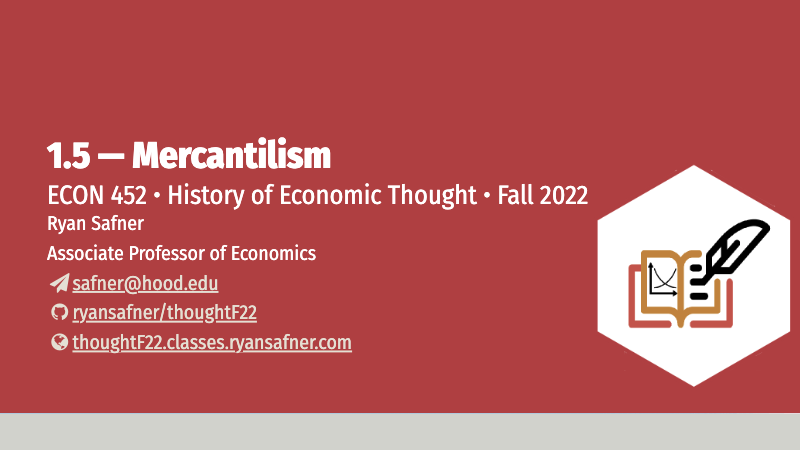 1.5 — Mercantilism
ECON 452 • History of Economic Thought • Fall 2022
Ryan Safner
Associate Professor of Economics
safner@hood.edu
ryansafner/thoughtF22
thoughtF22.classes.ryansafner.com